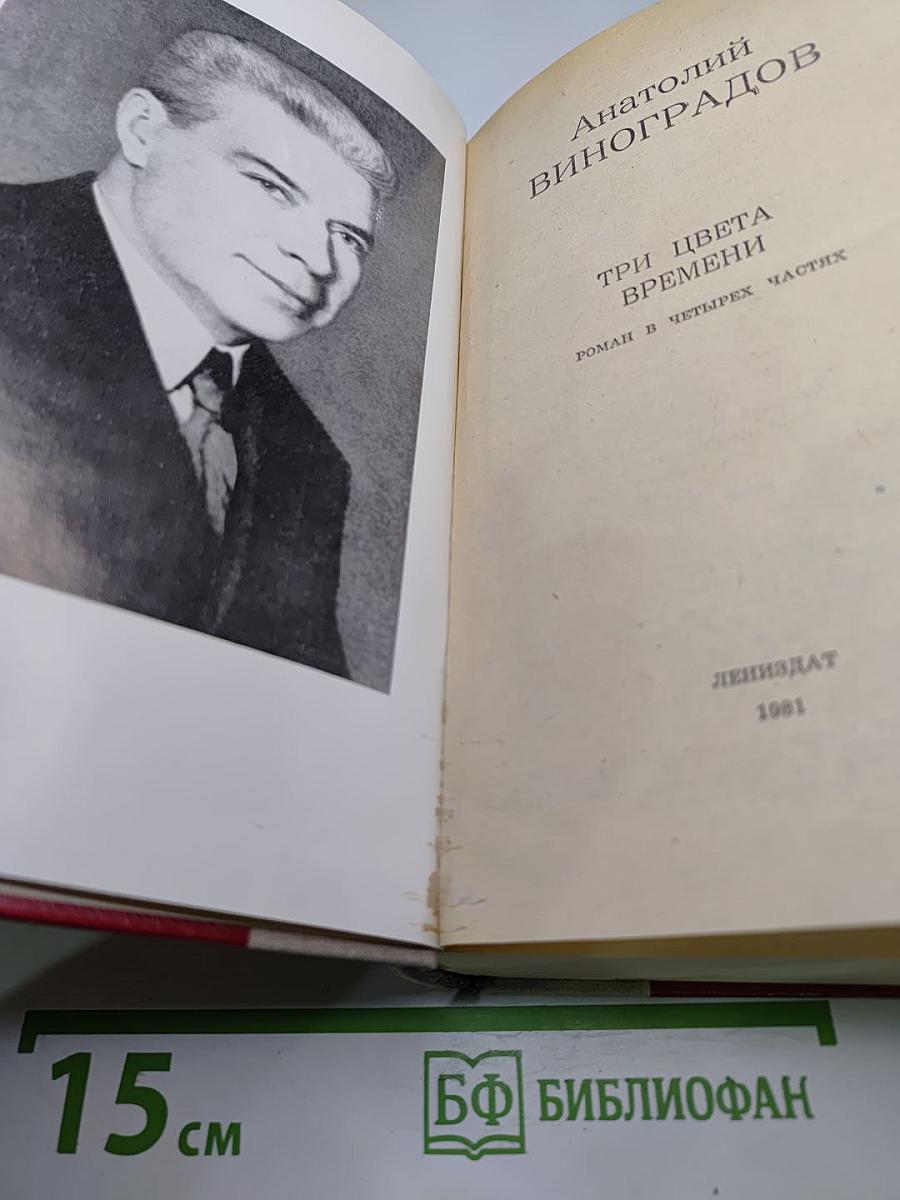 Анатолий
ВИНОГРАДОВ
ТРИ ЦВЕТА
ВРЕМЕНИ
РОМАН В ЧЕТЫРЕХ ЧАСТЯХ
ЛЕНИЗДАТ
1981
15 см
БФ БИБЛИОФАН